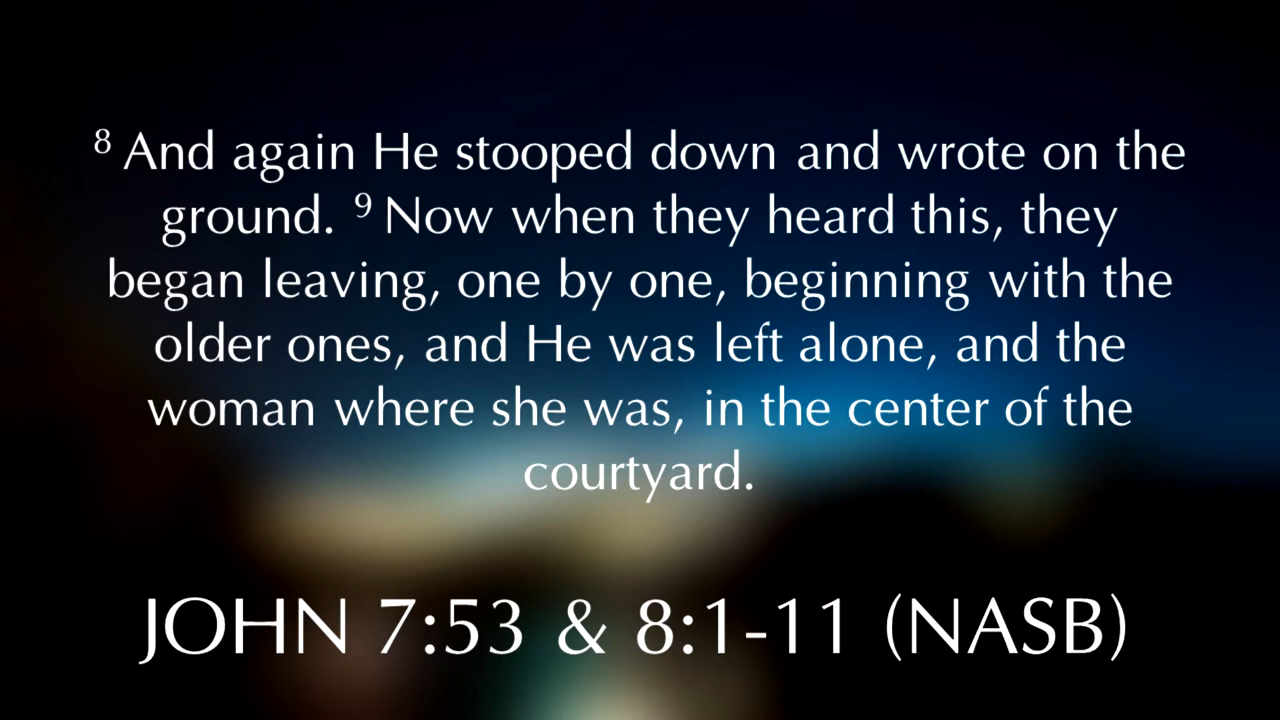 8 And again He stooped down and wrote on the
ground. 9 Now when they heard this, they
began leaving, one by one, beginning with the
older ones, and He was left alone, and the
woman where she was, in the center of the
courtyard.
JOHN 7:53 & 8:1-11 (NASB)